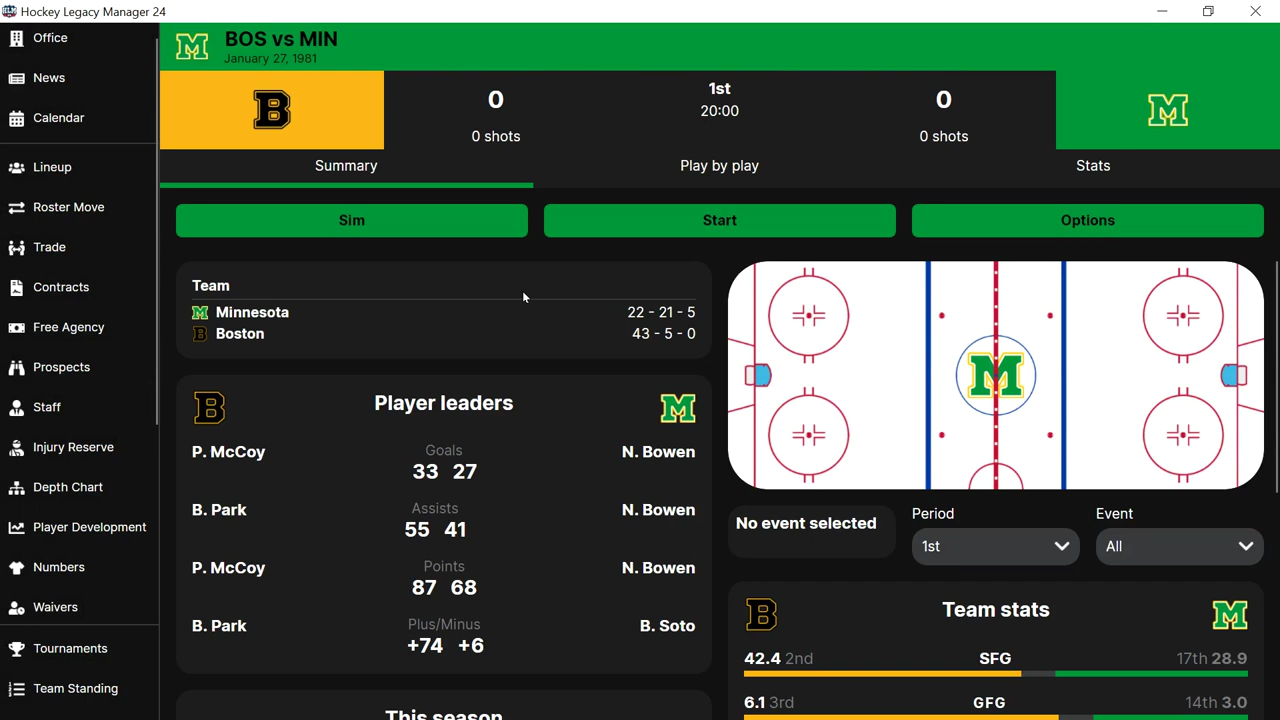 Hockey Legacy Manager 24
Office
News
Calendar
Lineup
Roster Move
Trade
Contracts
Free Agency
Prospects
Staff
Injury Reserve
Depth Chart
Player Development
Numbers
Waivers
Tournaments
Team Standing
M BOS vs MIN
January 27, 1981
B
0
0 shots
1st
20:00
0
0 shots
M
Summary Play by play Stats
Sim Start Options
Team
M Minnesota 22 - 21 - 5
B Boston 43 - 5 - 0
B Player leaders M
Goals
P. McCoy 33 27 N. Bowen
Assists
B. Park 55 41 N. Bowen
Points
P. McCoy 87 68 N. Bowen
Plus/Minus
B. Park +74 +6 B. Soto
This season
M
No event selected
Period
1st
Event
All
B Team stats M
42.4 2nd SFG 17th 28.9
6.1 3rd GFG 14th 3.0